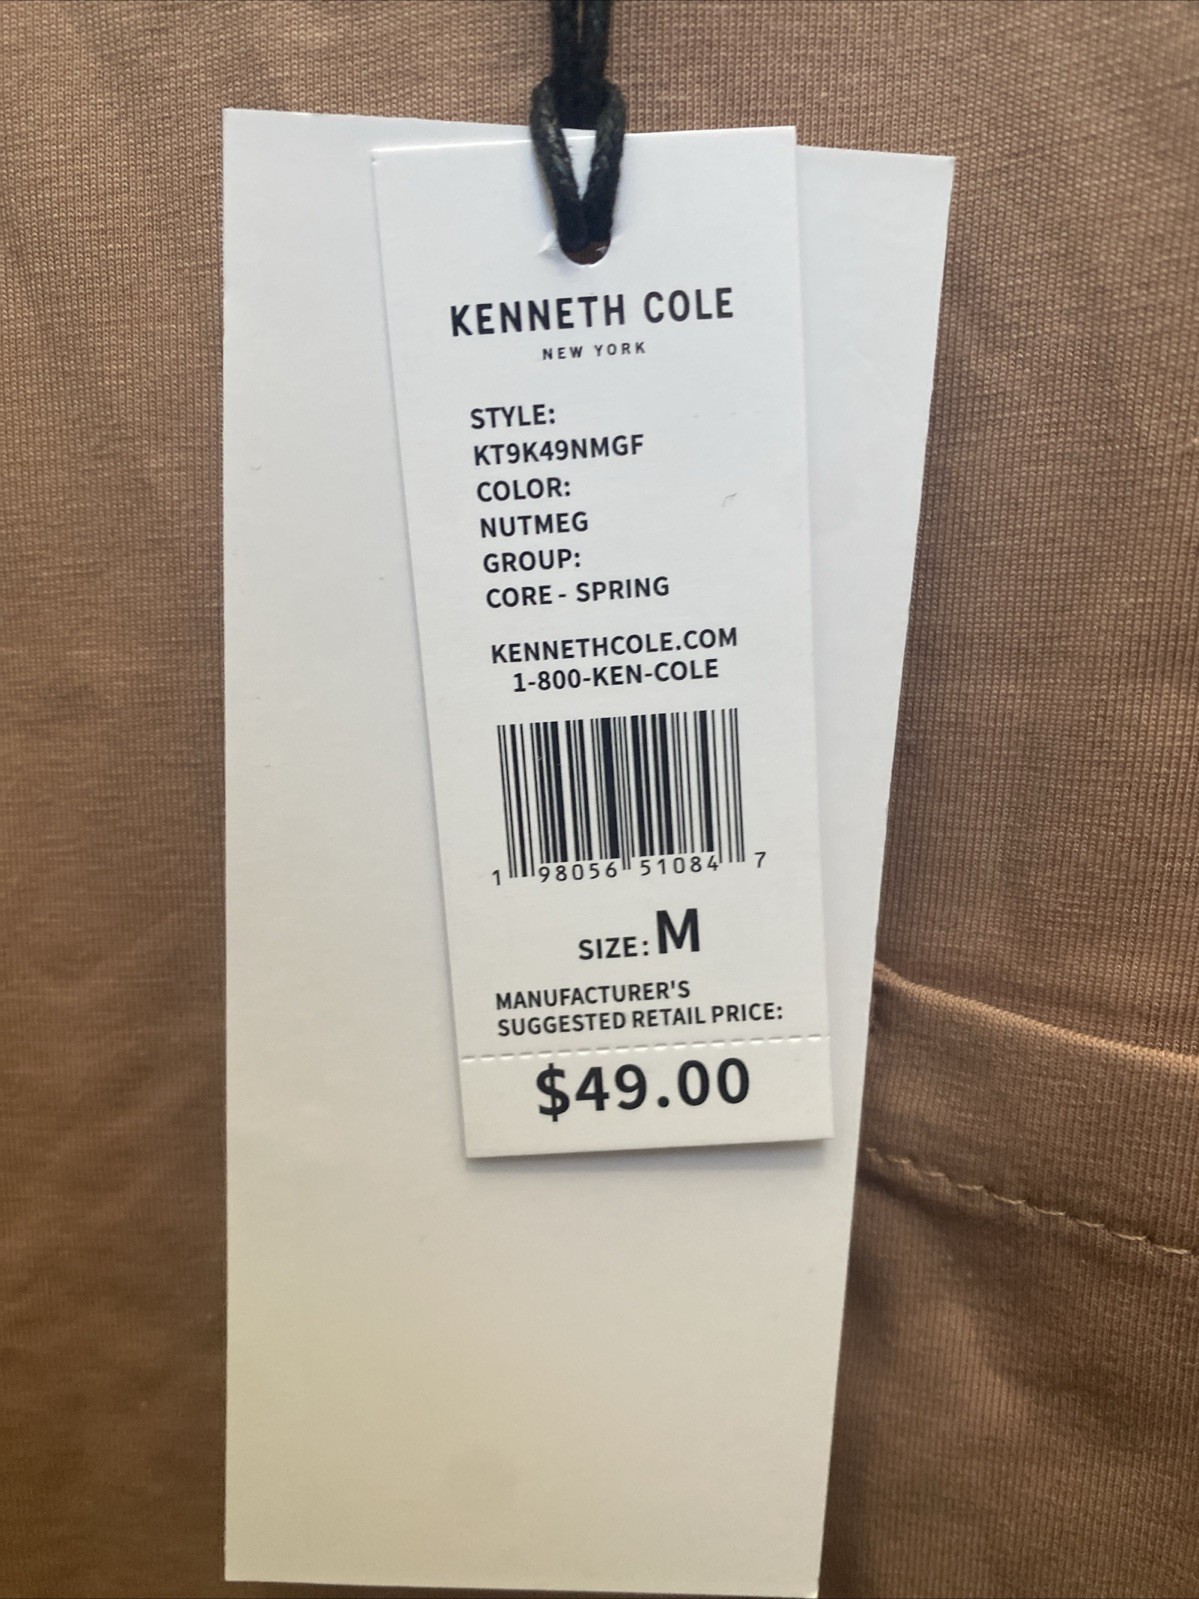 KENNETH COLE
NEW YORK
STYLE:
KT9K49NMGF
COLOR:
NUTMEG
GROUP:
CORE - SPRING
KENNETHCOLE.COM
1-800-KEN-COLE
1 98056 51084 7
SIZE: M
MANUFACTURER'S
SUGGESTED RETAIL PRICE:
$49.00